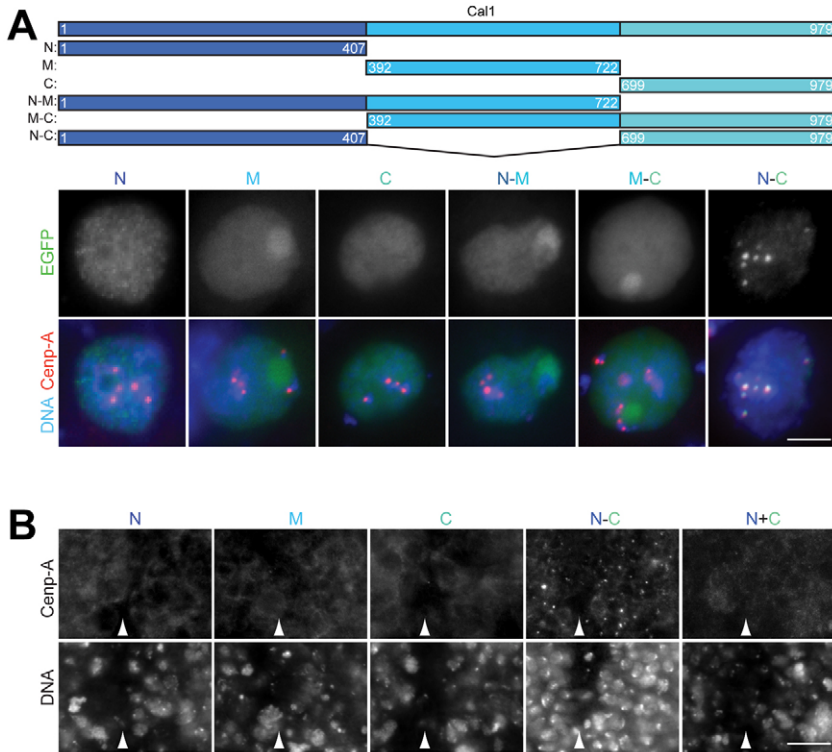 A
Cal1
1 979
N: 1 407
M: 392 722
C: 699 979
N-M: 1 722
M-C: 392 979
N-C: 1 407 699 979
N M C N-M M-C N-C
EGFP
DNA Cenp-A
B
N M C N-C N+C
Cenp-A
DNA